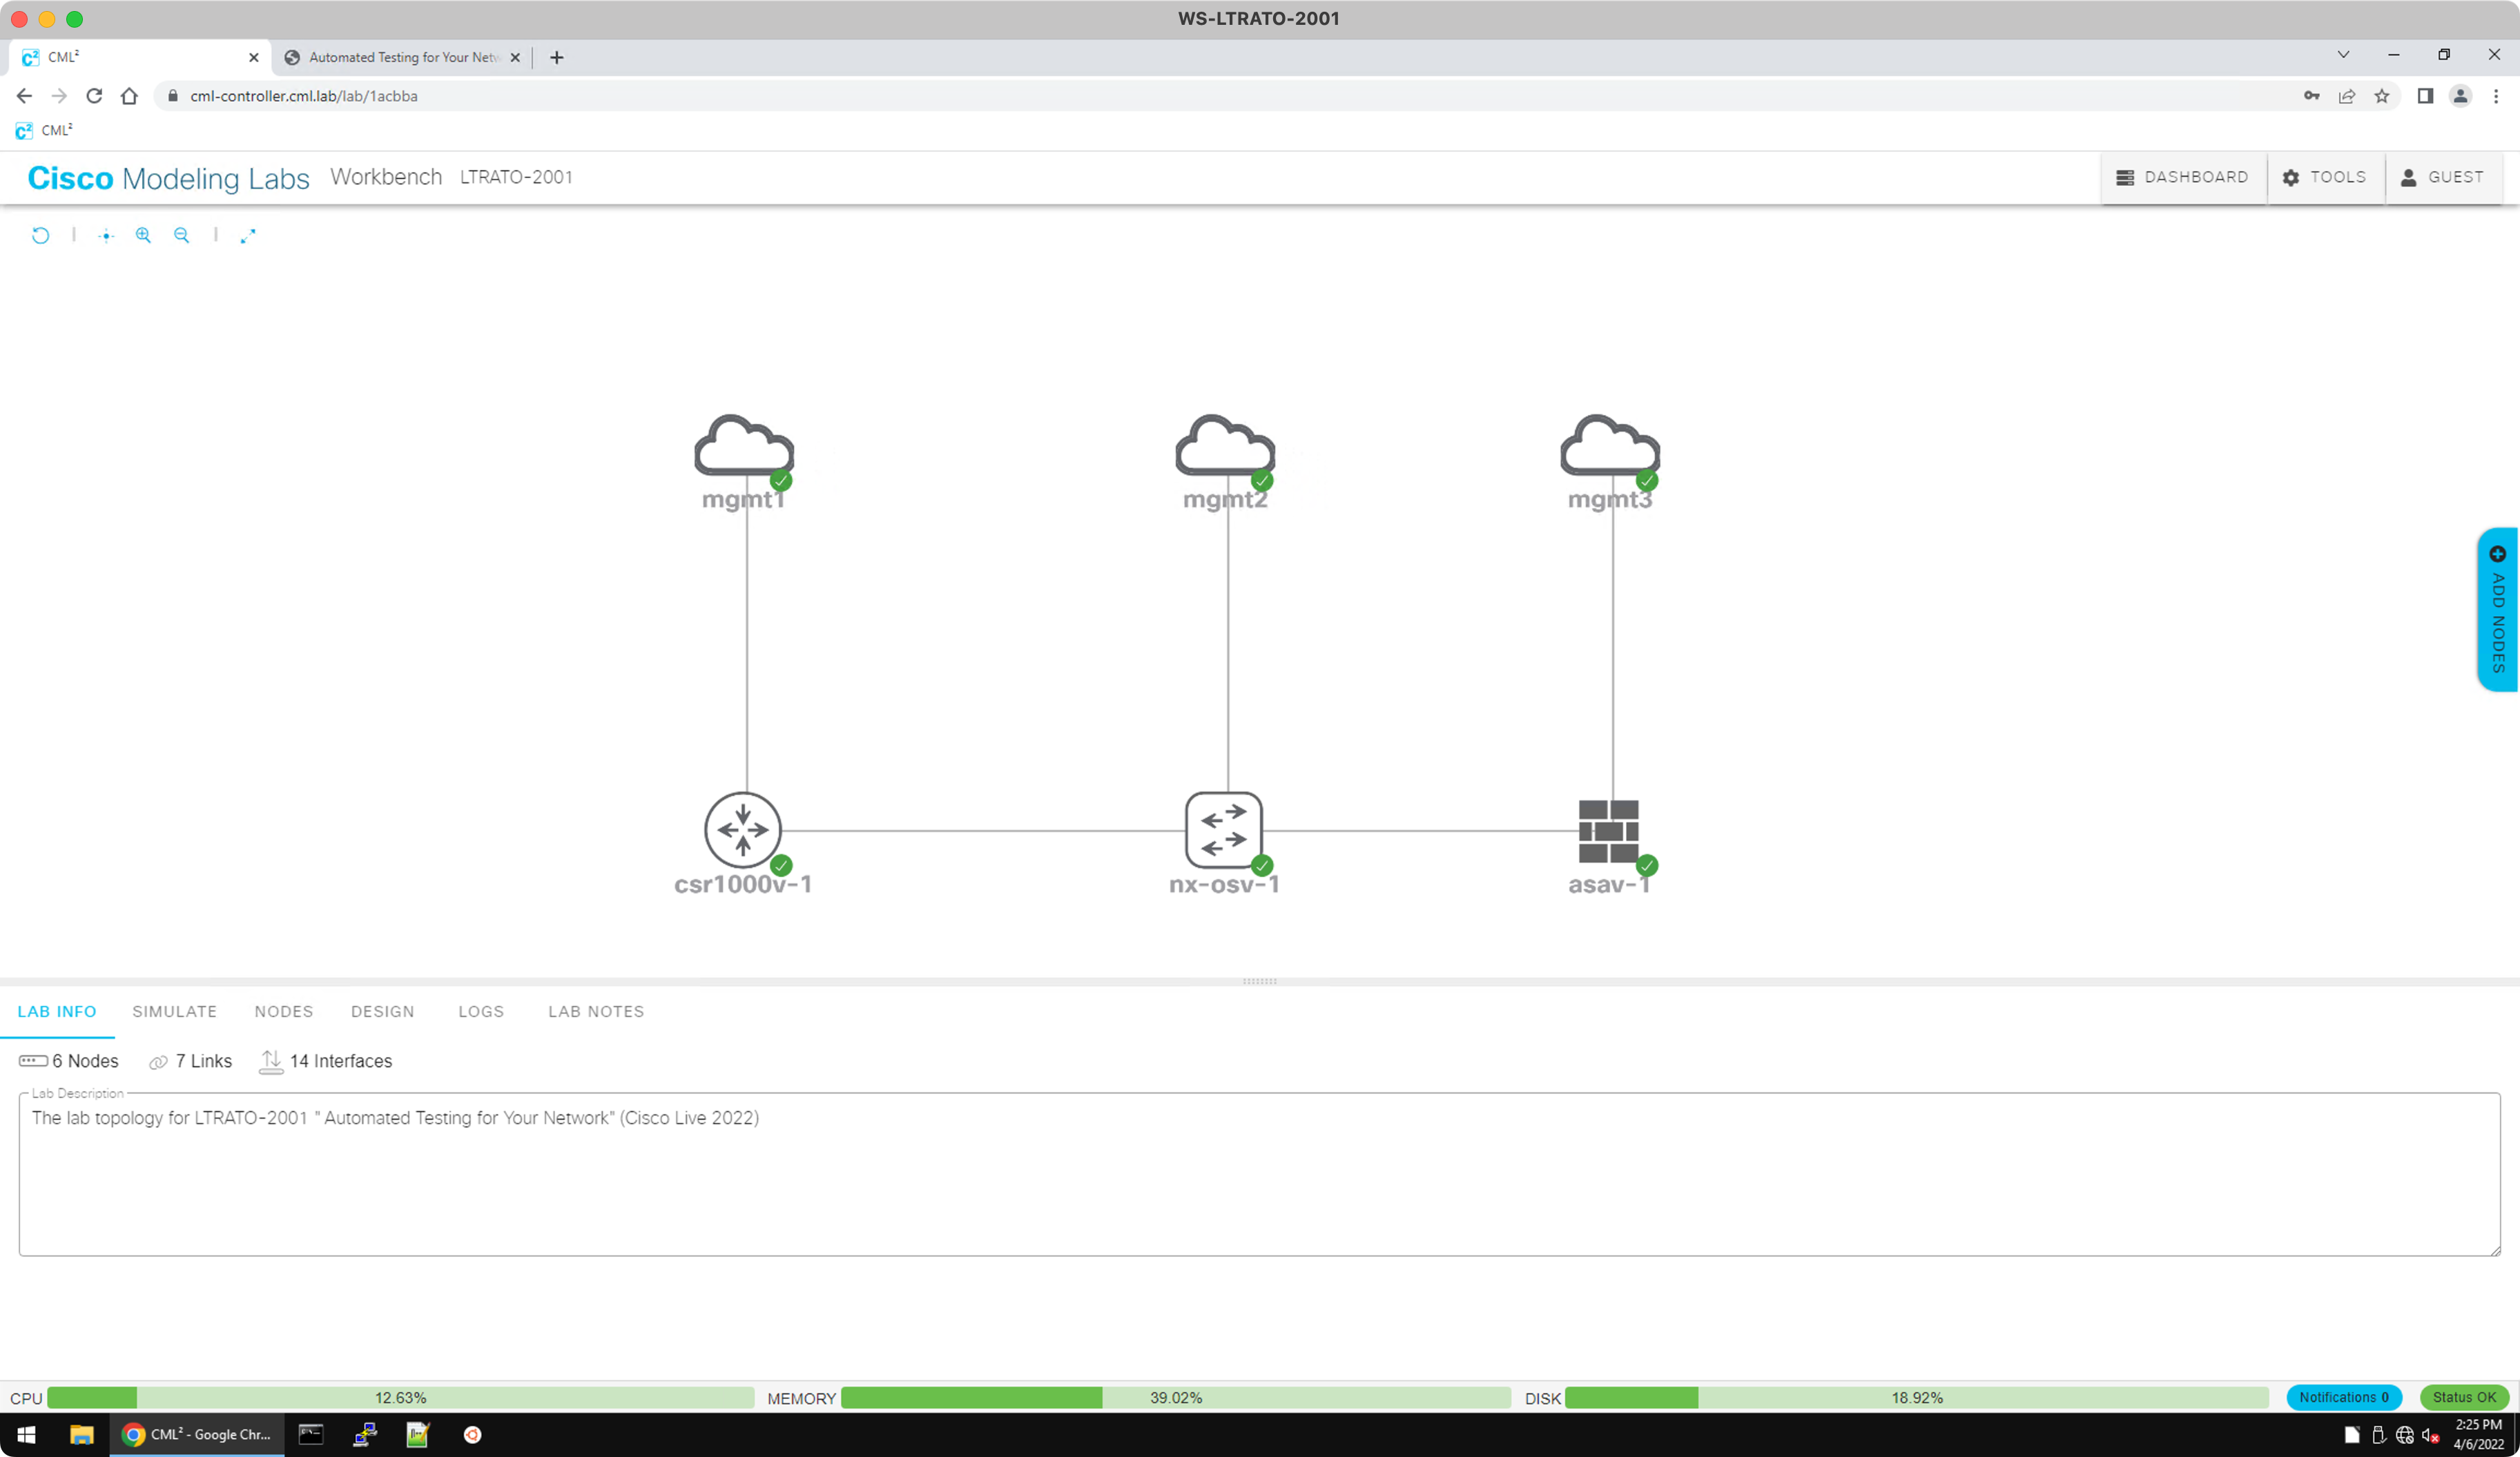 WS-LTRATO-2001
CML²
Automated Testing for Your Netw
cml-controller.cml.lab/lab/1acbba
CML²
Cisco Modeling Labs Workbench LTRATO-2001
DASHBOARD TOOLS GUEST
mgmt1 mgmt2 mgmt3
ADD NODES
csr1000v-1 nx-osv-1 asav-1
LAB INFO SIMULATE NODES DESIGN LOGS LAB NOTES
6 Nodes 7 Links 14 Interfaces
Lab Description
The lab topology for LTRATO-2001 " Automated Testing for Your Network" (Cisco Live 2022)
CPU 12.63% MEMORY 39.02% DISK 18.92% Notifications 0 Status OK
CML² - Google Chr...
2:25 PM
4/6/2022